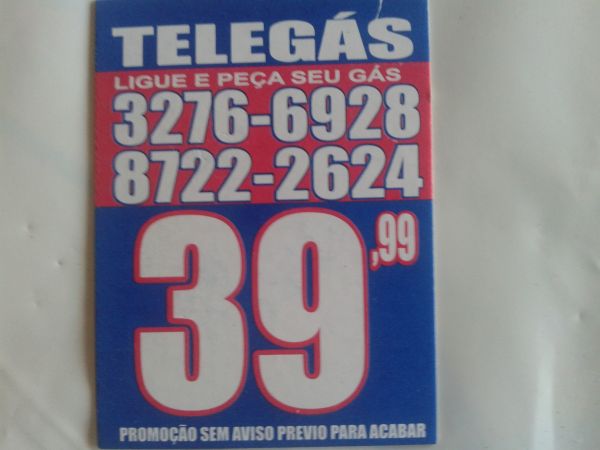 TELEGÁS
LIGUE E PEÇA SEU GÁS
3276-6928
8722-2624
39,99
PROMOÇÃO SEM AVISO PREVIO PARA ACABAR